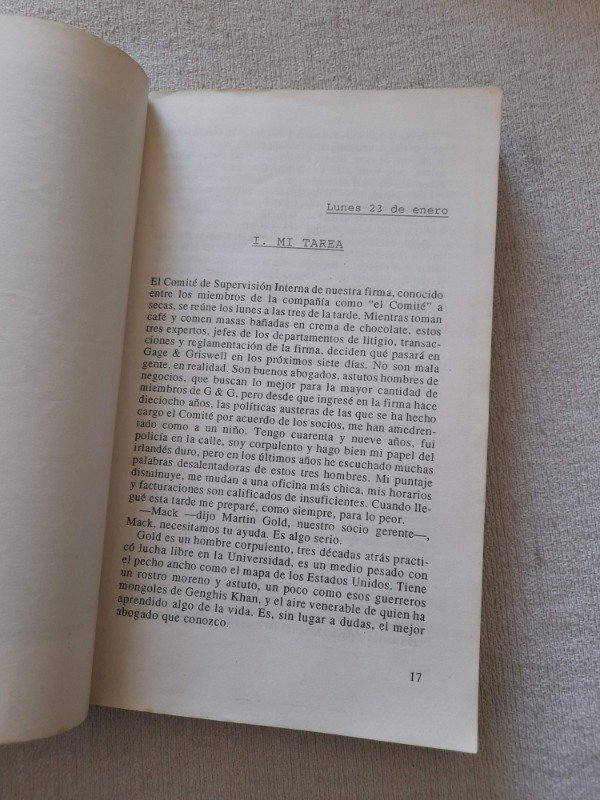 Lunes 23 de enero
I. MI TAREA
El Comité de Supervisión Interna de nuestra firma, conocido
entre los miembros de la compañía como "el Comité" a
secas, se reúne los lunes a las tres de la tarde. Mientras toman
café y comen masas bañadas en crema de chocolate, estos
tres expertos, jefes de los departamentos de litigio, transac-
ciones y reglamentación de la firma, deciden qué pasará en
Gage & Griswell en los próximos siete días. No son mala
gente, en realidad. Son buenos abogados, astutos hombres de
negocios, que buscan lo mejor para la mayor cantidad de
miembros de G & G, pero desde que ingresé en la firma hace
dieciocho años, las políticas austeras de las que se ha hecho
cargo el Comité por acuerdo de los socios, me han amedren-
tado como a un niño. Tengo cuarenta y nueve años, fui
policía en la calle, soy corpulento y hago bien mi papel del
irlandés duro, pero en los últimos años he escuchado muchas
palabras desalentadoras de estos tres hombres. Mi puntaje
disminuye, me mudan a una oficina más chica, mis horarios
y facturaciones son calificados de insuficientes. Cuando lle-
gué esta tarde me preparé, como siempre, para lo peor.
—Mack —dijo Martin Gold, nuestro socio gerente—,
Mack, necesitamos tu ayuda. Es algo serio.
Gold es un hombre corpulento, tres décadas atrás practi-
có lucha libre en la Universidad, es un medio pesado con
el pecho ancho como el mapa de los Estados Unidos. Tiene
un rostro moreno y astuto, un poco como esos guerreros
mongoles de Genghis Khan, y el aire venerable de quien ha
aprendido algo de la vida. Es, sin lugar a dudas, el mejor
abogado que conozco.
17